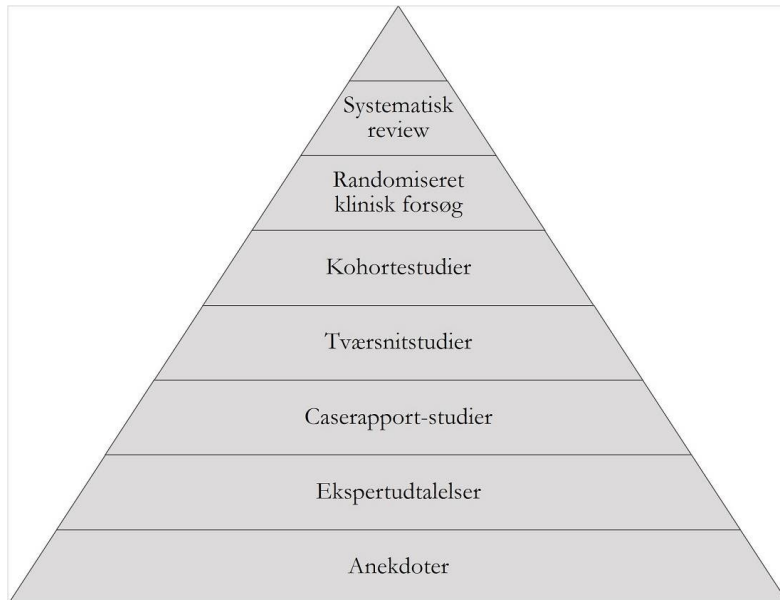 Systematisk
review
Randomiseret
klinisk forsøg
Kohortestudier
Tværsnitstudier
Caserapport-studier
Ekspertudtalelser
Anekdoter